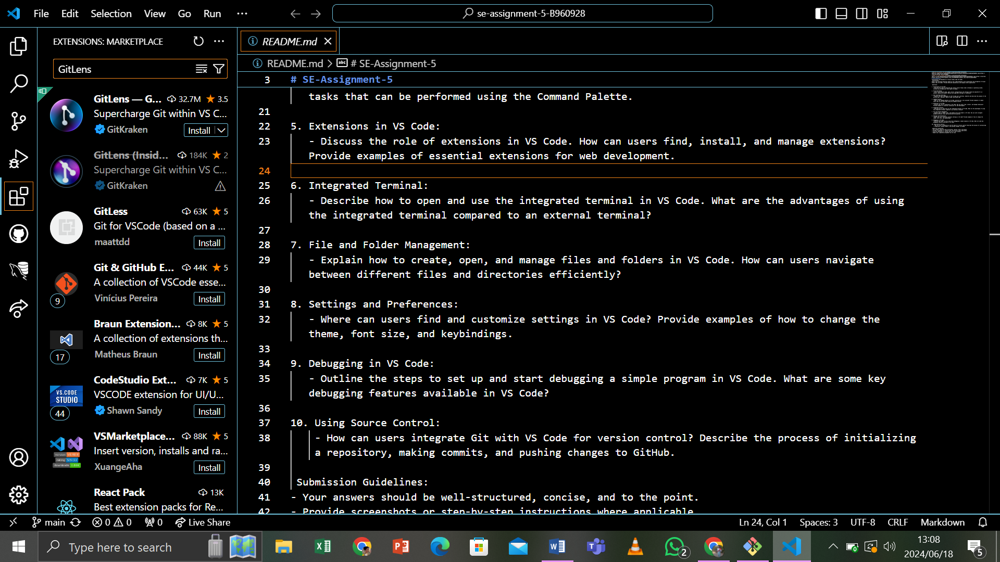 File Edit Selection View Go Run ···
se-assignment-5-B960928
EXTENSIONS: MARKETPLACE
GitLens
GitLens — G... 32.7M 3.5
Supercharge Git within VS C...
GitKraken Install
GitLens (Insid... 184K 2
Supercharge Git within VS C...
GitKraken
GitLess 63K 5
Git for VSCode (based on a ...
maattdd Install
Git & GitHub E... 44K 5
A collection of VSCode esse...
9 Vinícius Pereira Install
Braun Extension... 8K 5
A collection of extensions th...
17 Matheus Braun Install
CodeStudio Ext... 7K 5
VS.CODE STUDIO
VSCODE extension for UI/U...
44 Shawn Sandy Install
VSMarketplace... 88K 5
Insert version, installs and ra...
XuangeAha Install
React Pack 13K
Best extension packs for Re...
README.md
README.md > # SE-Assignment-5
3 # SE-Assignment-5
tasks that can be performed using the Command Palette.
21
22 5. Extensions in VS Code:
23 - Discuss the role of extensions in VS Code. How can users find, install, and manage extensions?
Provide examples of essential extensions for web development.
24
25 6. Integrated Terminal:
26 - Describe how to open and use the integrated terminal in VS Code. What are the advantages of using
the integrated terminal compared to an external terminal?
27
28 7. File and Folder Management:
29 - Explain how to create, open, and manage files and folders in VS Code. How can users navigate
between different files and directories efficiently?
30
31 8. Settings and Preferences:
32 - Where can users find and customize settings in VS Code? Provide examples of how to change the
theme, font size, and keybindings.
33
34 9. Debugging in VS Code:
35 - Outline the steps to set up and start debugging a simple program in VS Code. What are some key
debugging features available in VS Code?
36
37 10. Using Source Control:
38 - How can users integrate Git with VS Code for version control? Describe the process of initializing
a repository, making commits, and pushing changes to GitHub.
39
40 Submission Guidelines:
41 - Your answers should be well-structured, concise, and to the point.
42 - Provide screenshots or step-by-step instructions where applicable.
main 0 0 0 Live Share Ln 24, Col 1 Spaces: 3 UTF-8 CRLF Markdown
Type here to search
2
13:08
2024/06/18
5